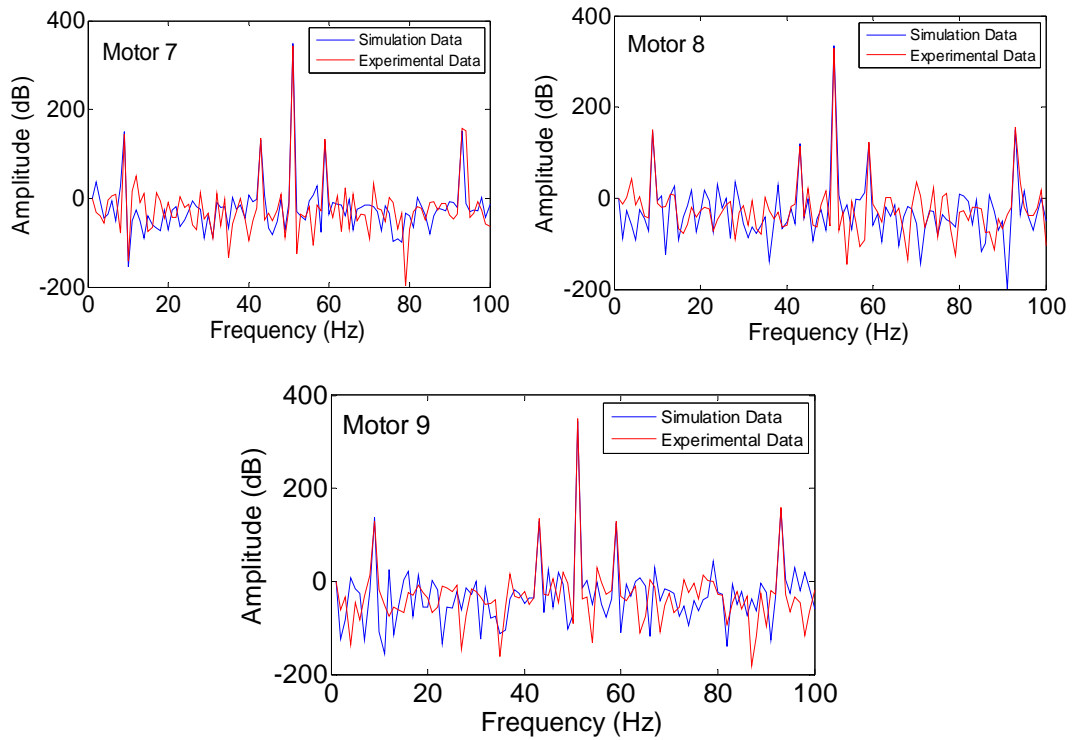 400
200
0
-200
Amplitude (dB)
Motor 7
Simulation Data
Experimental Data
0 20 40 60 80 100
Frequency (Hz)
400
200
0
-200
Amplitude (dB)
Motor 8
Simulation Data
Experimental Data
0 20 40 60 80 100
Frequency (Hz)
400
200
0
-200
Amplitude (dB)
Motor 9
Simulation Data
Experimental Data
0 20 40 60 80 100
Frequency (Hz)